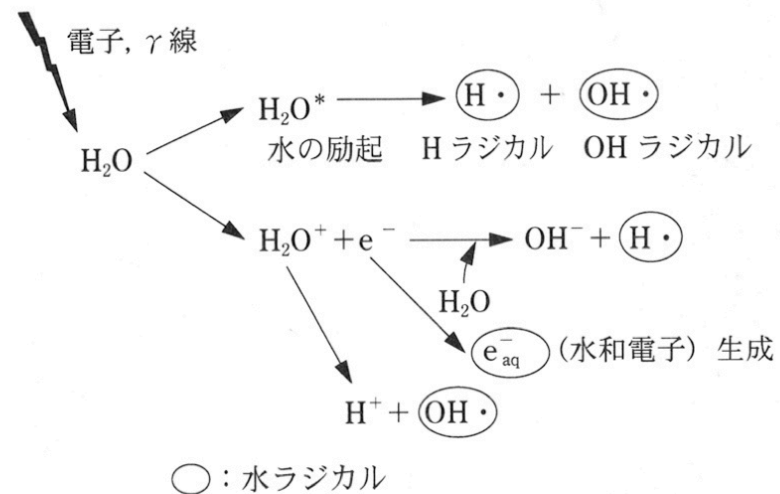 電子, γ線
H₂O* → H・ + OH・
水の励起 Hラジカル OHラジカル
H₂O
H₂O⁺ + e⁻ → OH⁻ + H・
H₂O
e⁻aq (水和電子) 生成
H⁺ + OH・
○：水ラジカル